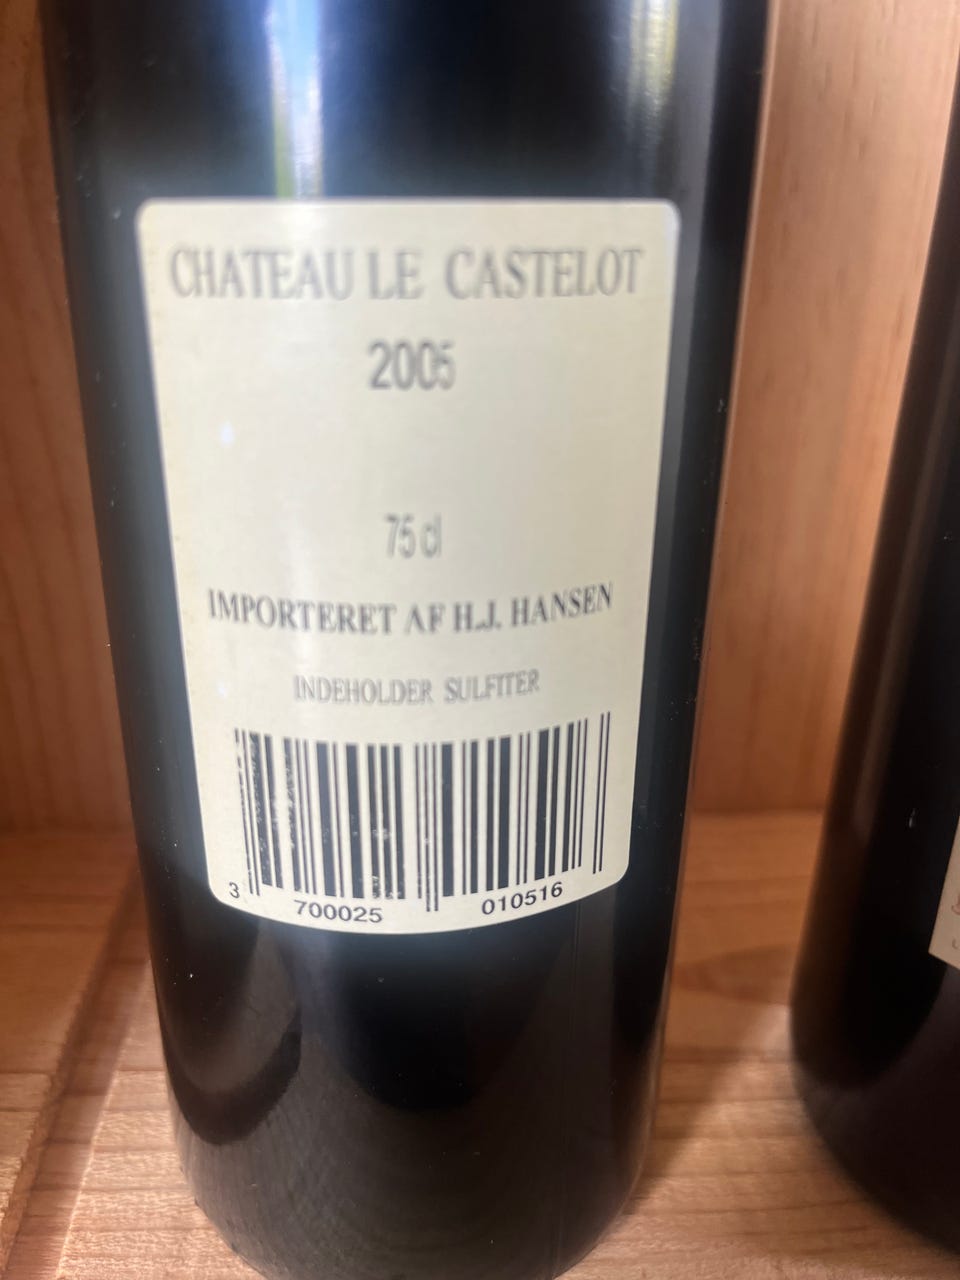 CHATEAU LE CASTELOT
2005
75 cl
IMPORTERET AF H.J. HANSEN
INDEHOLDER SULFITER
3 700025 010516